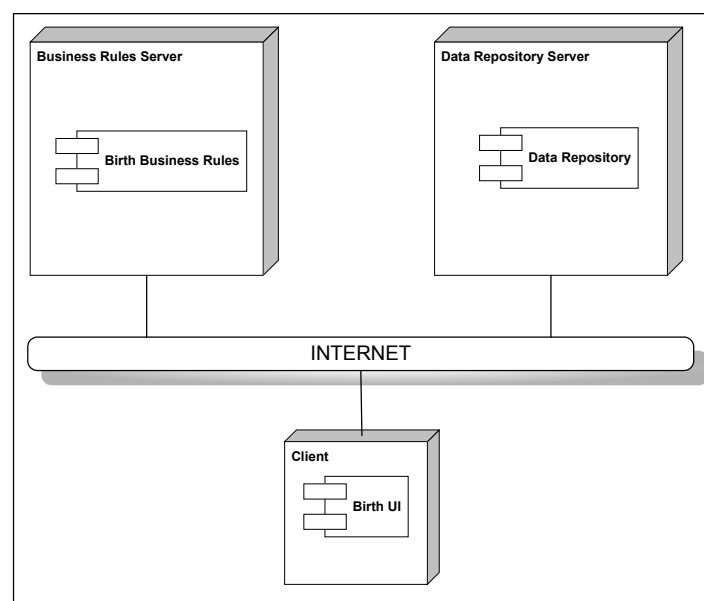 Business Rules Server
Data Repository Server
Birth Business Rules
Data Repository
INTERNET
Client
Birth UI